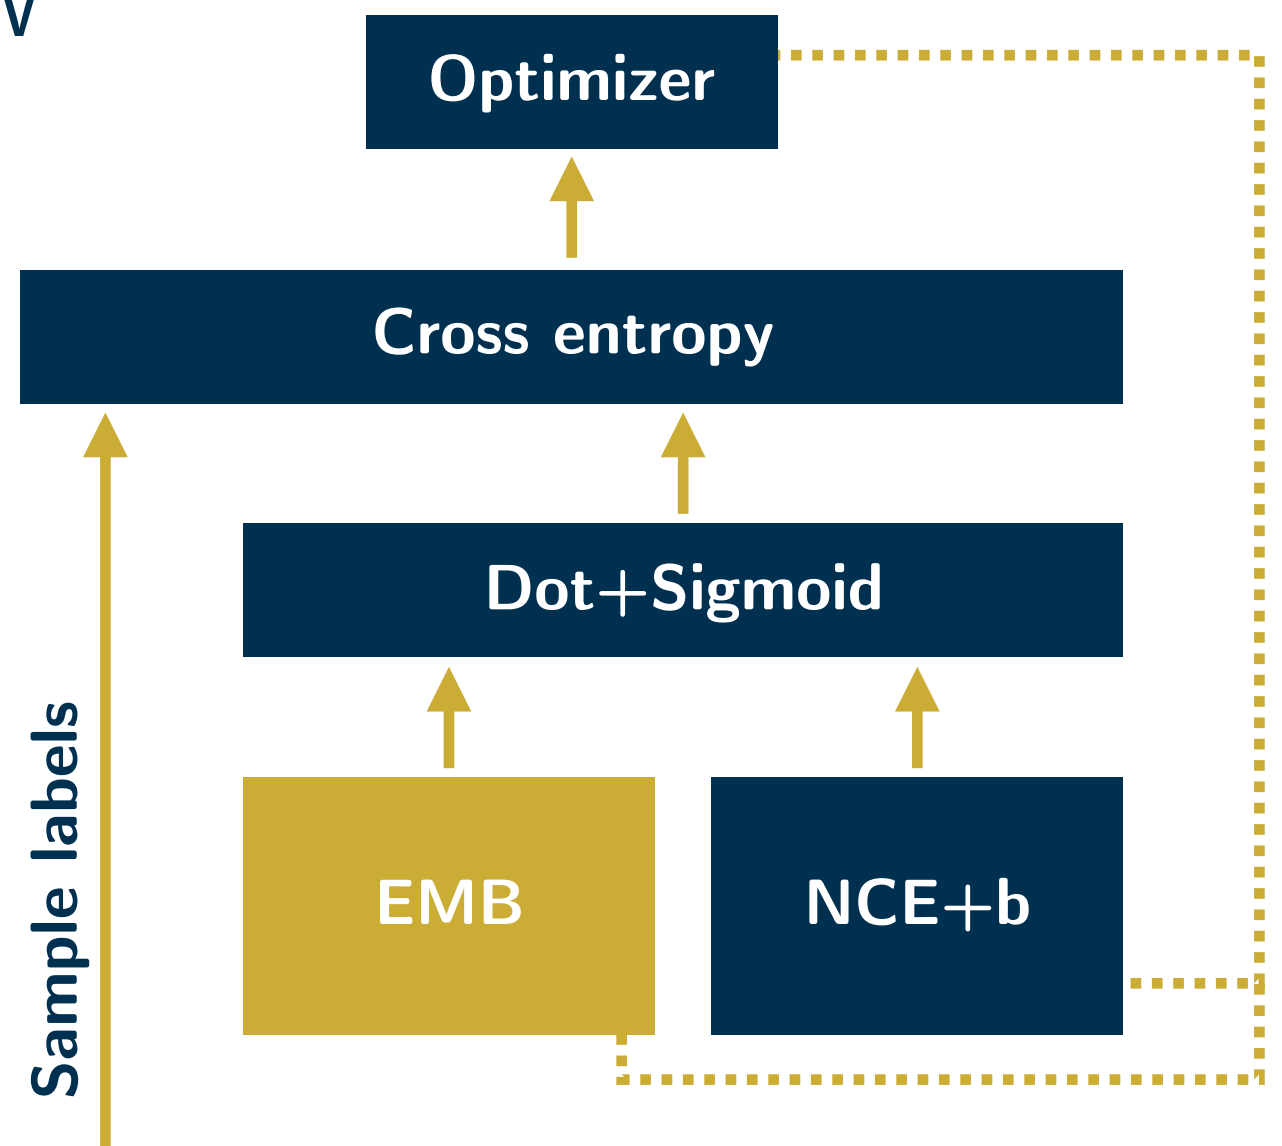 Optimizer
Cross entropy
Dot+Sigmoid
EMB
NCE+b
Sample labels